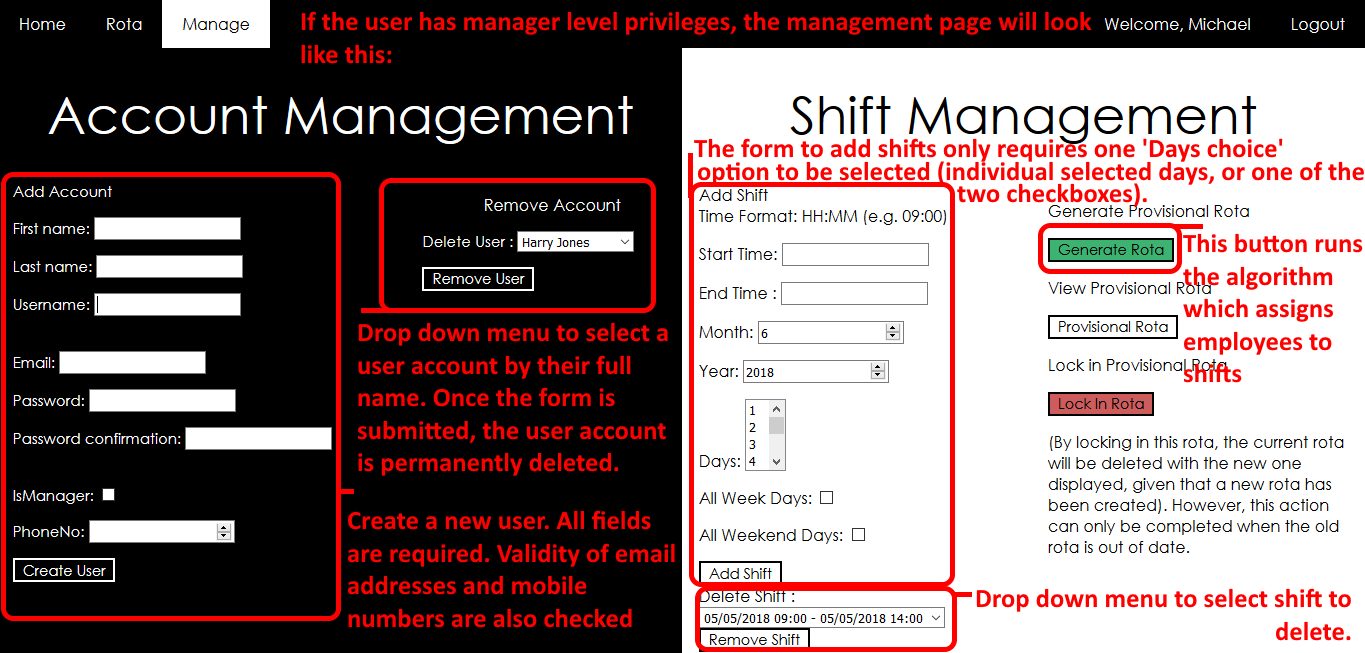 Home Rota Manage
If the user has manager level privileges, the management page will look
like this:
Welcome, Michael Logout
Account Management
Add Account
First name:
Last name:
Username:
Email:
Password:
Password confirmation:
IsManager:
PhoneNo:
Create User
Remove Account
Delete User : Harry Jones
Remove User
Drop down menu to select a
user account by their full
name. Once the form is
submitted, the user account
is permanently deleted.
Create a new user. All fields
are required. Validity of email
addresses and mobile
numbers are also checked
Shift Management
The form to add shifts only requires one 'Days choice'
option to be selected (individual selected days, or one of the
two checkboxes).
Add Shift
Time Format: HH:MM (e.g. 09:00)
Start Time:
End Time :
Month: 6
Year: 2018
1
2
3
4
Days:
All Week Days:
All Weekend Days:
Add Shift
Delete Shift :
05/05/2018 09:00 - 05/05/2018 14:00
Remove Shift
Drop down menu to select shift to
delete.
Generate Provisional Rota
Generate Rota
This button runs
the algorithm
which assigns
employees to
shifts
View Provisional Rota
Provisional Rota
Lock in Provisional Rota
Lock In Rota
(By locking in this rota, the current rota
will be deleted with the new one
displayed, given that a new rota has
been created). However, this action
can only be completed when the old
rota is out of date.